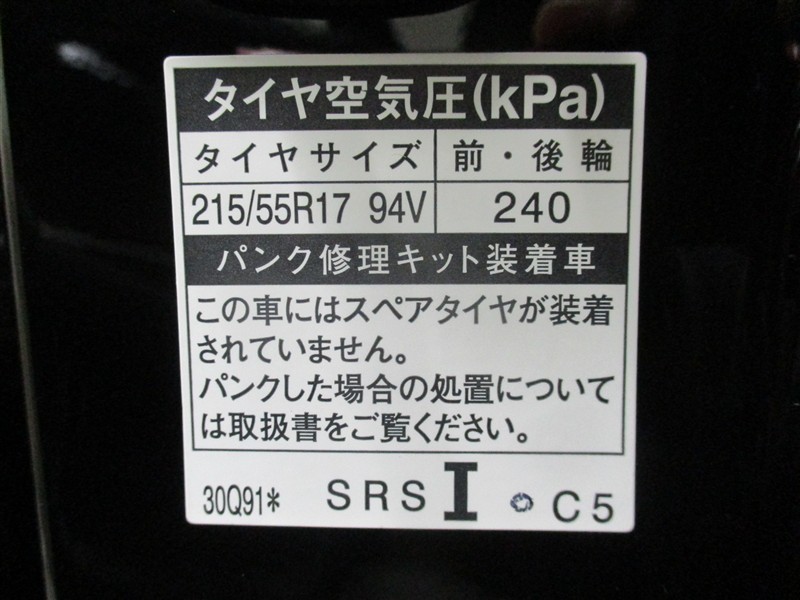 タイヤ空気圧(kPa)
タイヤサイズ 前・後輪
215/55R17 94V 240
パンク修理キット装着車
この車にはスペアタイヤが装着
されていません。
パンクした場合の処置について
は取扱書をご覧ください。
30Q91* SRS I C5